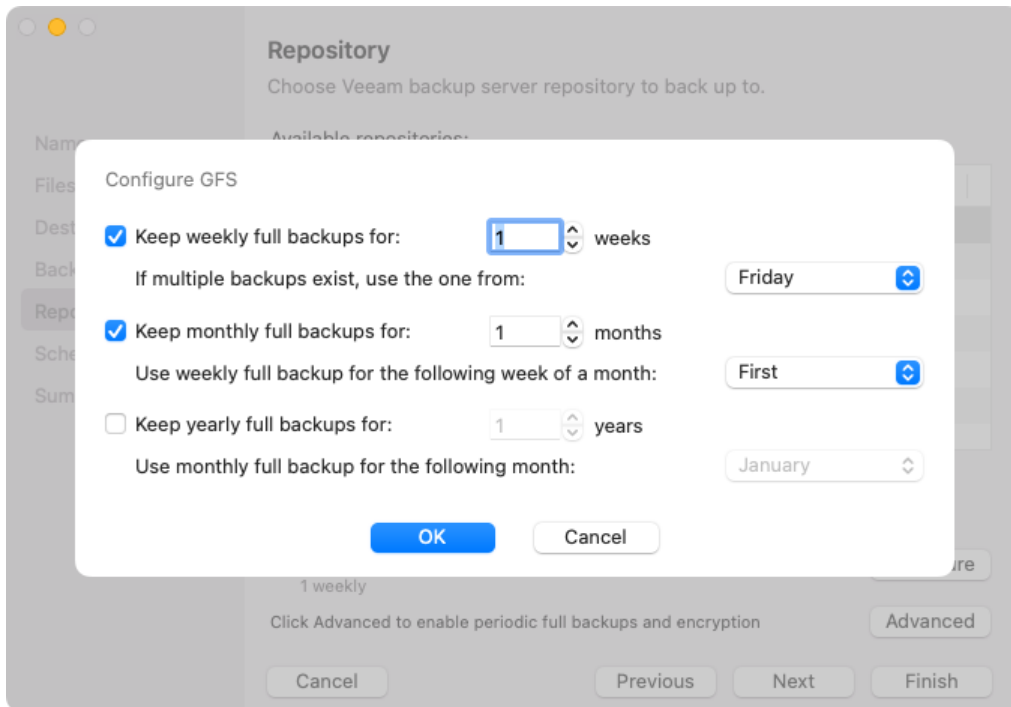 Repository
Choose Veeam backup server repository to back up to.
Available repositories:
Configure GFS
Keep weekly full backups for: 1 weeks
If multiple backups exist, use the one from: Friday
Keep monthly full backups for: 1 months
Use weekly full backup for the following week of a month: First
Keep yearly full backups for: 1 years
Use monthly full backup for the following month: January
OK Cancel
1 weekly
Click Advanced to enable periodic full backups and encryption Advanced
Cancel Previous Next Finish